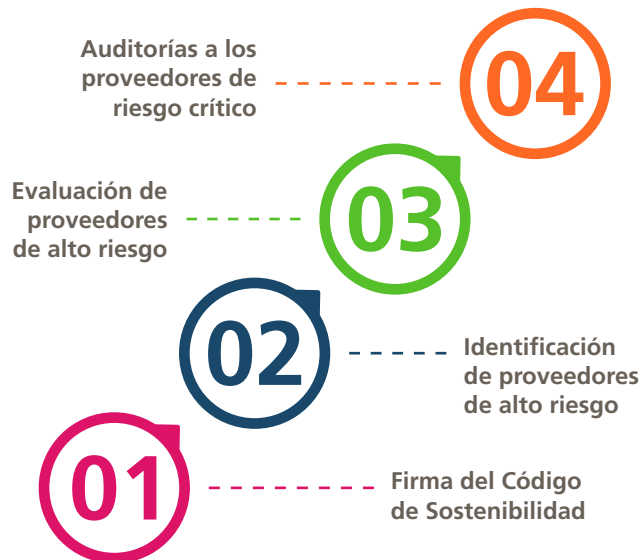 Auditorías a los
proveedores de
riesgo crítico
04
Evaluación de
proveedores
de alto riesgo
03
02
Identificación
de proveedores
de alto riesgo
01
Firma del Código
de Sostenibilidad